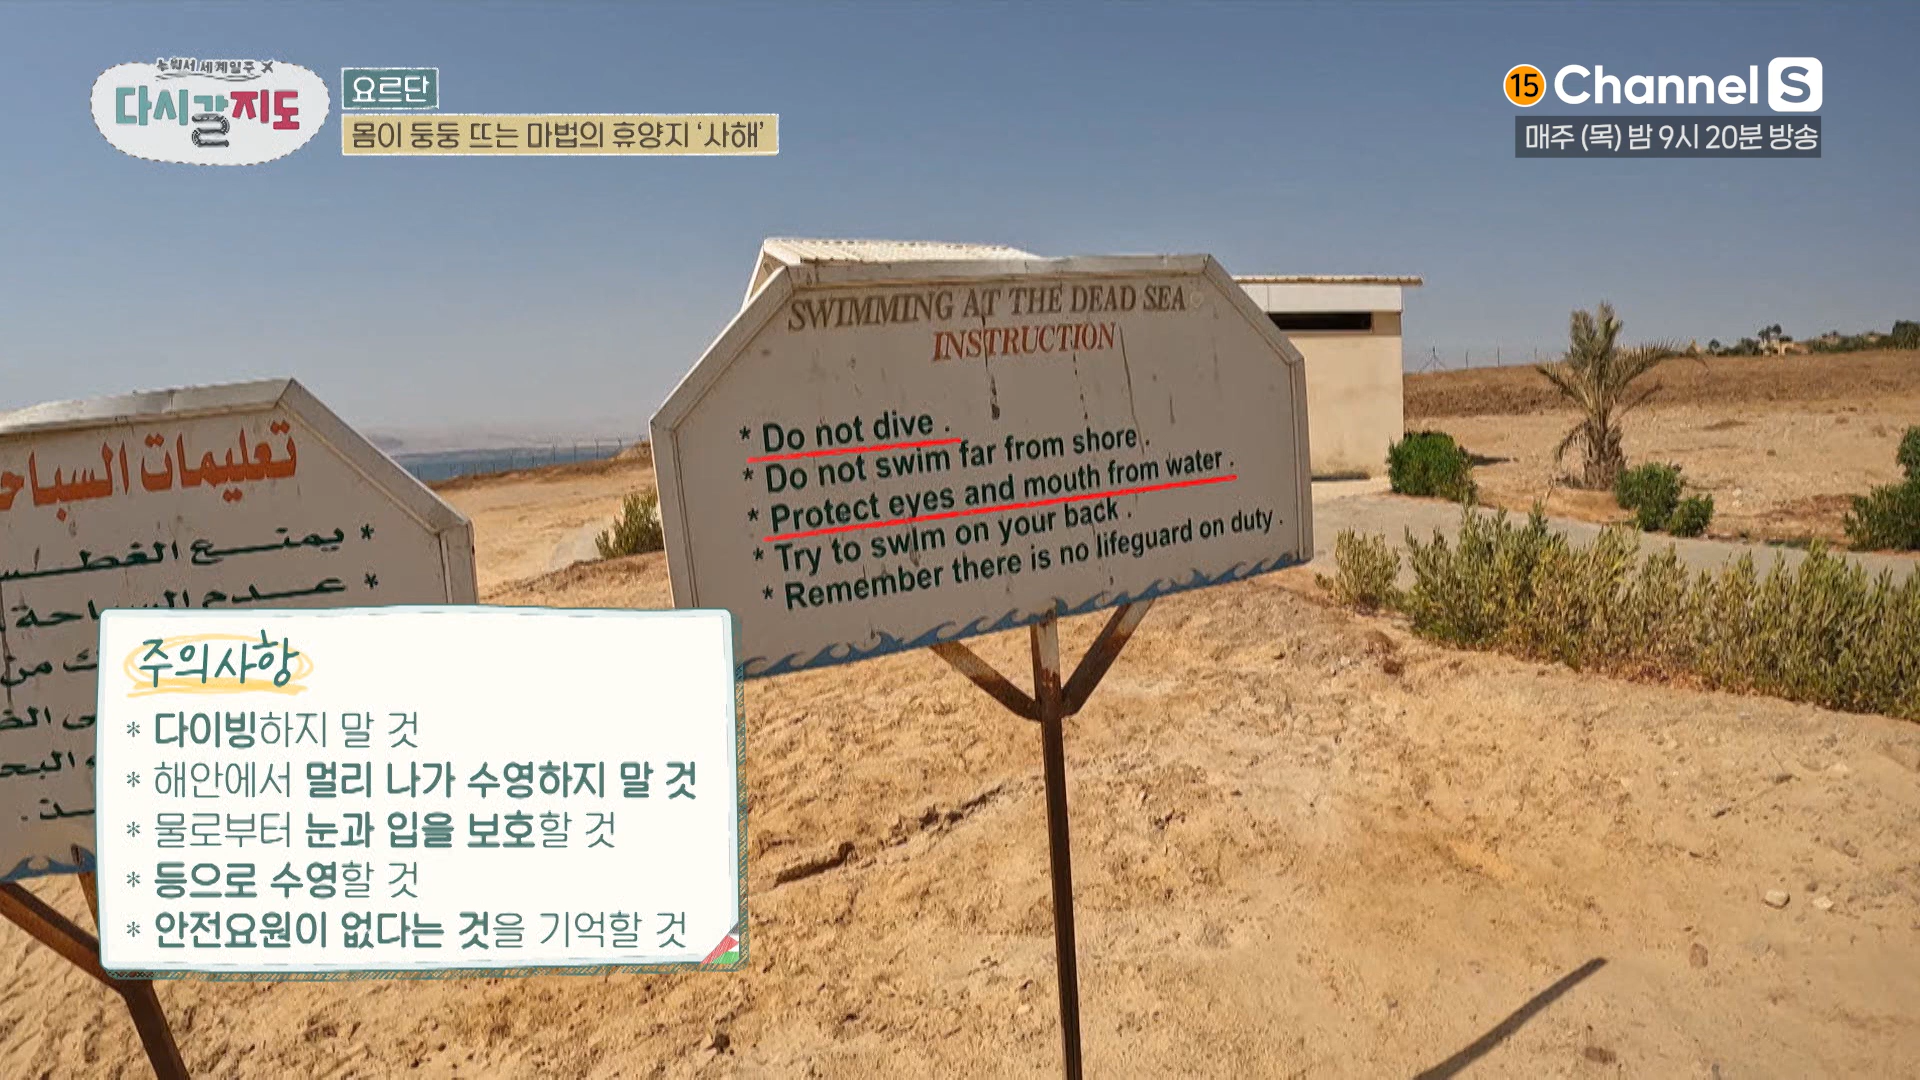 다시갈지도
요르단
몸이 둥둥 뜨는 마법의 휴양지 ‘사해’
15 Channel S
매주 (목) 밤 9시 20분 방송
SWIMMING AT THE DEAD SEA
INSTRUCTION
* Do not dive .
* Do not swim far from shore .
* Protect eyes and mouth from water .
* Try to swim on your back .
* Remember there is no lifeguard on duty .
تعليمات
* يمتـــع الغطـس
* عـــدم السباحة
주의사항
* 다이빙하지 말 것
* 해안에서 멀리 나가 수영하지 말 것
* 물로부터 눈과 입을 보호할 것
* 등으로 수영할 것
* 안전요원이 없다는 것을 기억할 것